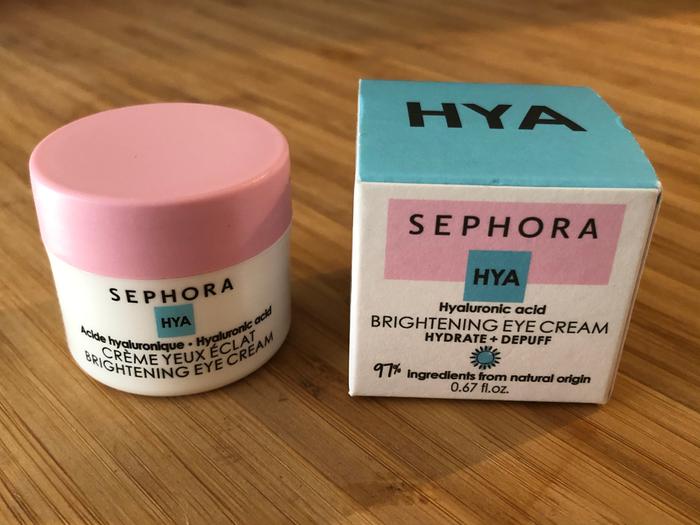 SEPHORA
HYA
Acide hyaluronique • Hyaluronic acid
CRÈME YEUX ÉCLAT
BRIGHTENING EYE CREAM
HYA
SEPHORA
HYA
Hyaluronic acid
BRIGHTENING EYE CREAM
HYDRATE + DEPUFF
97% ingredients from natural origin
0.67 fl.oz.